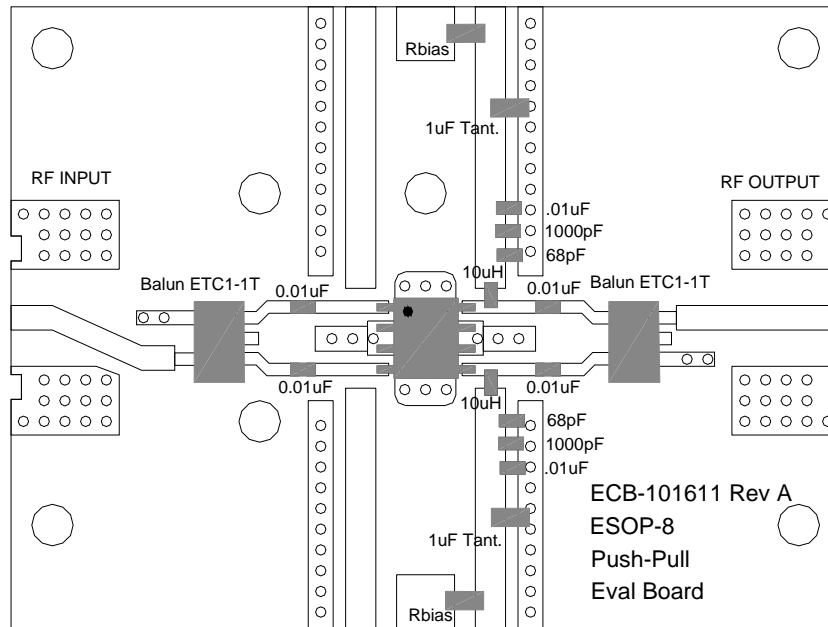 Rbias
1uF Tant.
RF INPUT
RF OUTPUT
.01uF
1000pF
68pF
10uH
Balun ETC1-1T
Balun ETC1-1T
0.01uF
0.01uF
0.01uF
0.01uF
10uH
68pF
1000pF
.01uF
ECB-101611 Rev A
ESOP-8
1uF Tant.
Push-Pull
Eval Board
Rbias